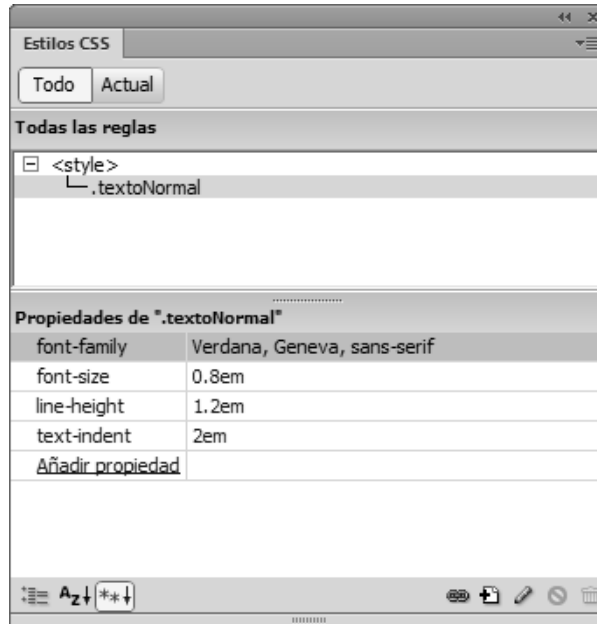 Estilos CSS
Todo Actual
Todas las reglas
<style>
.textoNormal
Propiedades de ".textoNormal"
font-family Verdana, Geneva, sans-serif
font-size 0.8em
line-height 1.2em
text-indent 2em
Añadir propiedad
Az **